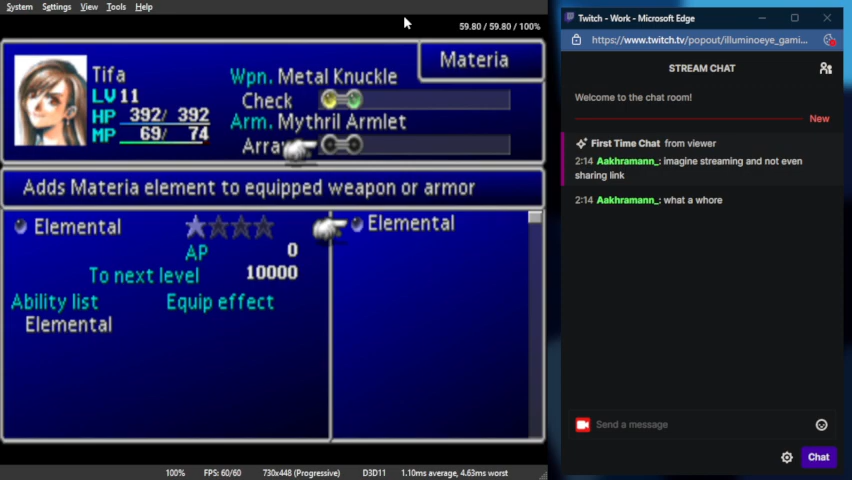 System Settings View Tools Help
59.80 / 59.80 / 100%
Tifa
LV 11
HP 392/ 392
MP 69/ 74
Wpn. Metal Knuckle
Check
Arm. Mythril Armlet
Materia
Adds Materia element to equipped weapon or armor
Elemental
AP 0
To next level 10000
Ability list Equip effect
Elemental
Elemental
100% FPS: 60/60 730x448 (Progressive) D3D11 1.10ms average, 4.63ms worst
Twitch - Work - Microsoft Edge
https://www.twitch.tv/popout/illuminoeye_gami...
STREAM CHAT
Welcome to the chat room!
New
First Time Chat from viewer
2:14 Aakhramann_: imagine streaming and not even
sharing link
2:14 Aakhramann_: what a whore
Send a message
Chat